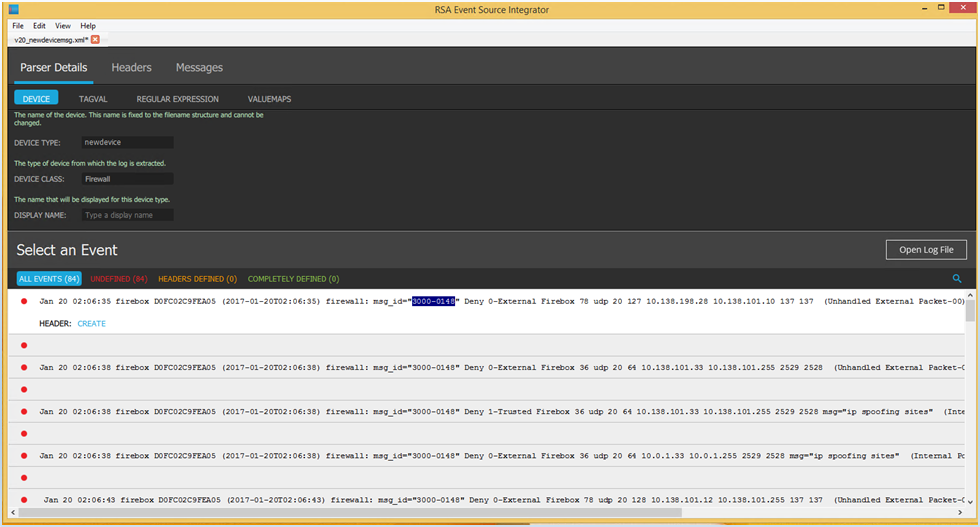 RSA Event Source Integrator
File Edit View Help
v20_newdevicemsg.xml*
Parser Details Headers Messages
DEVICE TAGVAL REGULAR EXPRESSION VALUEMAPS
The name of the device. This name is fixed to the filename structure and cannot be
changed.
DEVICE TYPE: newdevice
The type of device from which the log is extracted.
DEVICE CLASS: Firewall
The name that will be displayed for this device type.
DISPLAY NAME: Type a display name
Select an Event Open Log File
ALL EVENTS (84) UNDEFINED (84) HEADERS DEFINED (0) COMPLETELY DEFINED (0)
Jan 20 02:06:35 firebox D0FC02C9FEA05 (2017-01-20T02:06:35) firewall: msg_id="3000-0148" Deny 0-External Firebox 78 udp 20 127 10.138.198.28 10.138.101.10 137 137 (Unhandled External Packet-00)
HEADER: CREATE
Jan 20 02:06:38 firebox D0FC02C9FEA05 (2017-01-20T02:06:38) firewall: msg_id="3000-0148" Deny 0-External Firebox 36 udp 20 64 10.138.101.33 10.138.101.255 2529 2528 (Unhandled External Packet-0
Jan 20 02:06:38 firebox D0FC02C9FEA05 (2017-01-20T02:06:38) firewall: msg_id="3000-0148" Deny 1-Trusted Firebox 36 udp 20 64 10.138.101.33 10.138.101.255 2529 2528 msg="ip spoofing sites" (Inte
Jan 20 02:06:38 firebox D0FC02C9FEA05 (2017-01-20T02:06:38) firewall: msg_id="3000-0148" Deny 0-External Firebox 36 udp 20 64 10.0.1.33 10.0.1.255 2529 2528 msg="ip spoofing sites" (Internal Po
Jan 20 02:06:43 firebox D0FC02C9FEA05 (2017-01-20T02:06:43) firewall: msg_id="3000-0148" Deny 0-External Firebox 78 udp 20 128 10.138.101.12 10.138.101.255 137 137 (Unhandled External Packet-